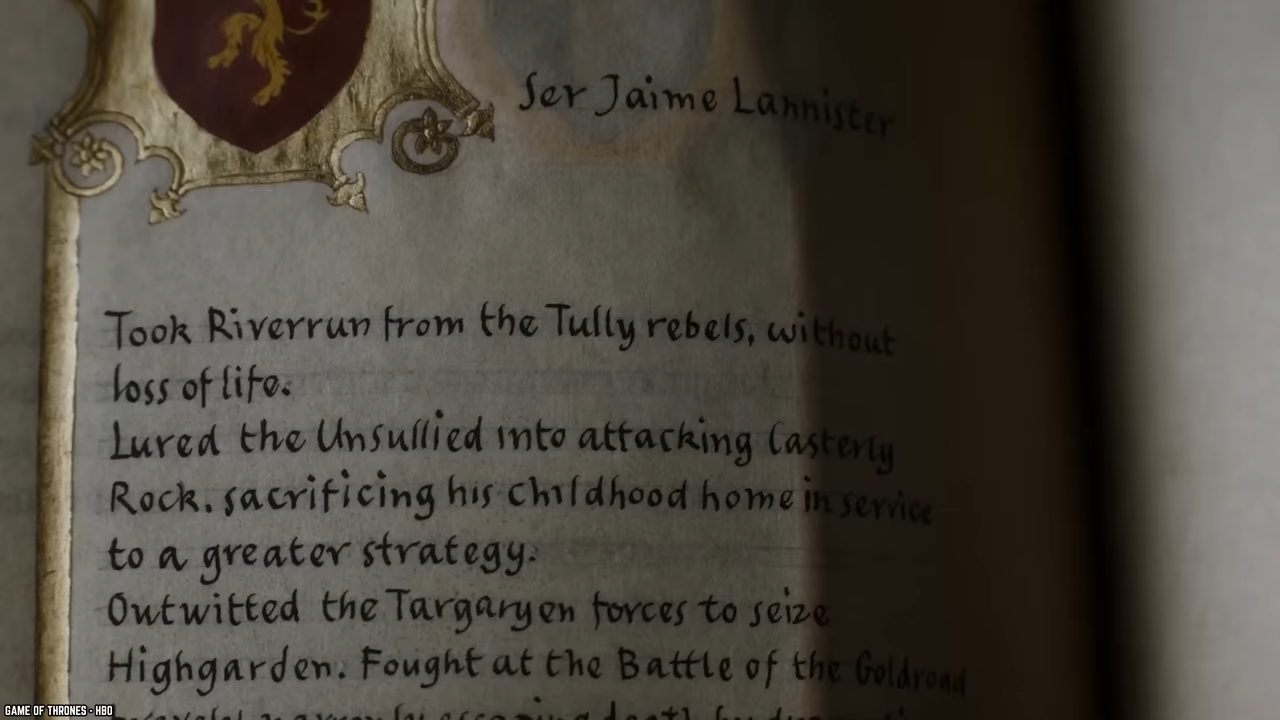 Ser Jaime Lannister
Took Riverrun from the Tully rebels, without
loss of life.
Lured the Unsullied into attacking Casterly
Rock, sacrificing his childhood home in service
to a greater strategy.
Outwitted the Targaryen forces to seize
Highgarden. Fought at the Battle of the Goldroad
escaping death
GAME OF THRONES - HBO